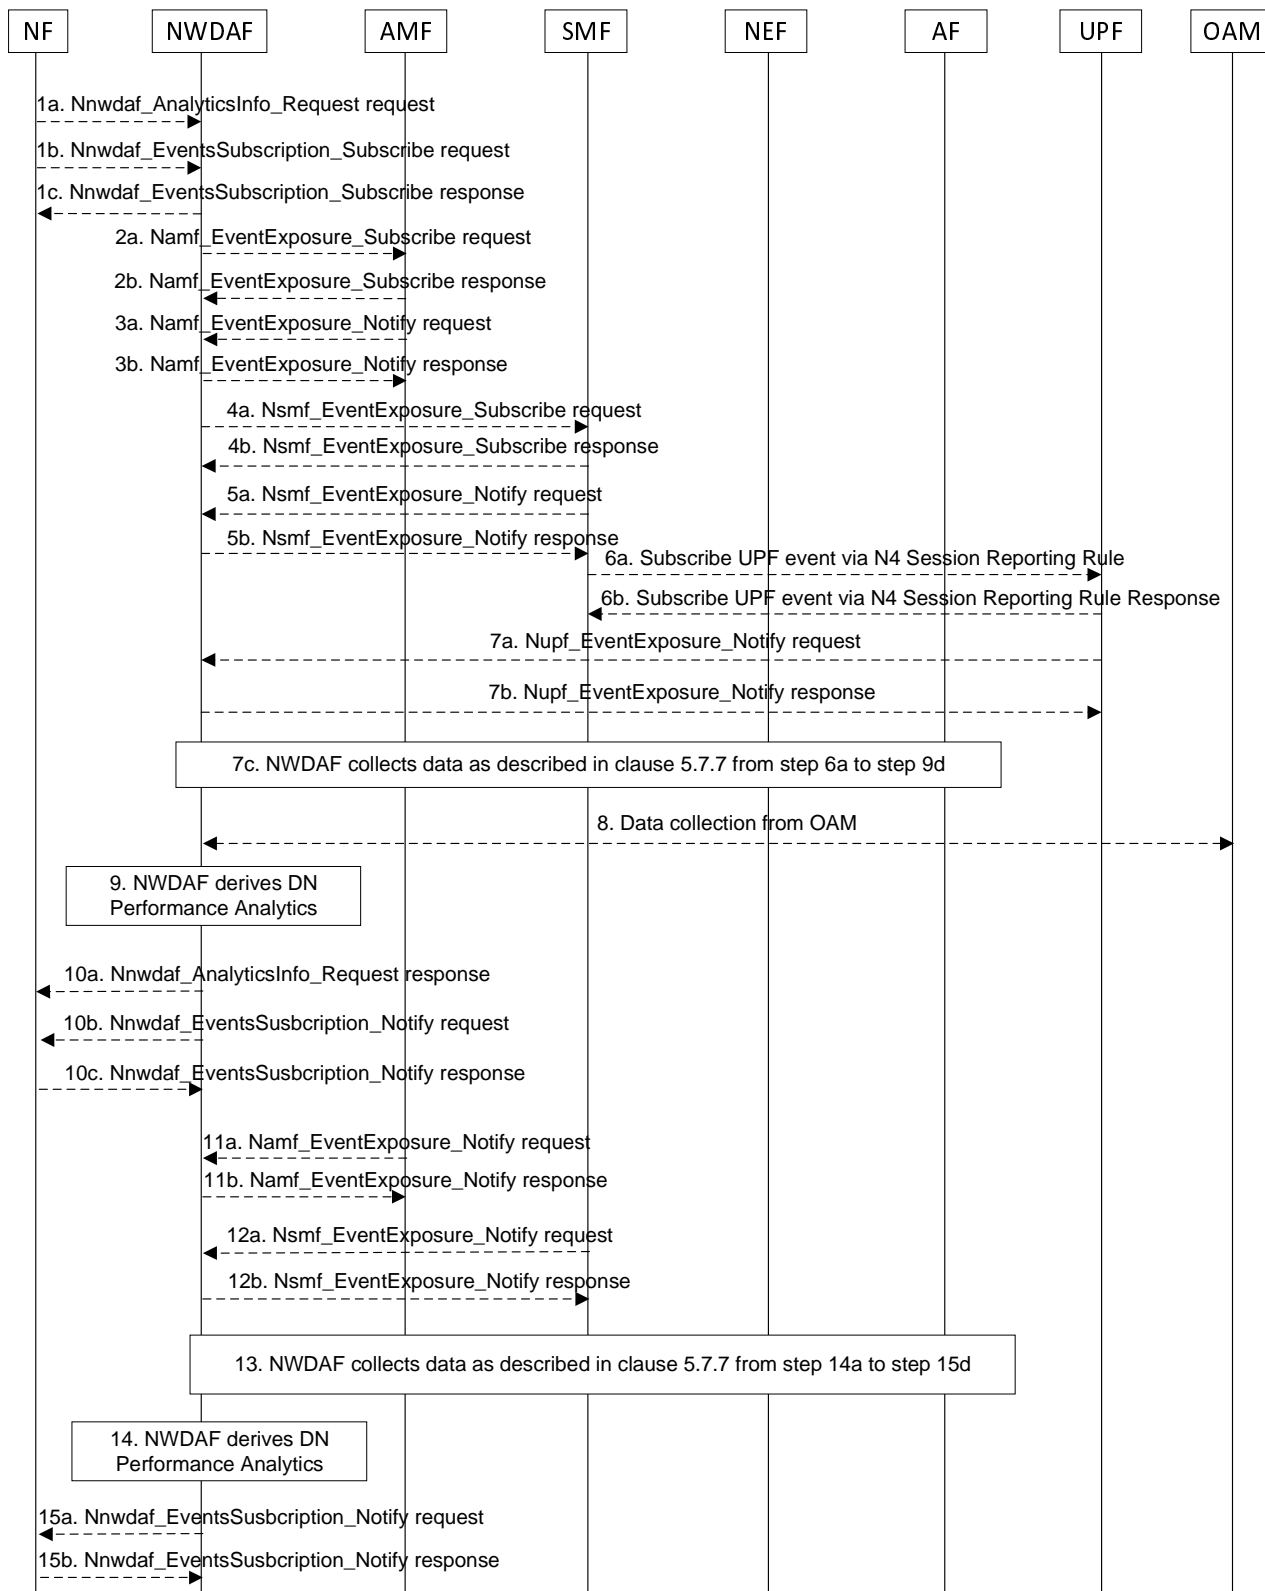 NF NWDAF AMF SMF NEF AF UPF OAM
1a. Nnwdaf_AnalyticsInfo_Request request
1b. Nnwdaf_EventsSubscription_Subscribe request
1c. Nnwdaf_EventsSubscription_Subscribe response
2a. Namf_EventExposure_Subscribe request
2b. Namf_EventExposure_Subscribe response
3a. Namf_EventExposure_Notify request
3b. Namf_EventExposure_Notify response
4a. Nsmf_EventExposure_Subscribe request
4b. Nsmf_EventExposure_Subscribe response
5a. Nsmf_EventExposure_Notify request
5b. Nsmf_EventExposure_Notify response
6a. Subscribe UPF event via N4 Session Reporting Rule
6b. Subscribe UPF event via N4 Session Reporting Rule Response
7a. Nupf_EventExposure_Notify request
7b. Nupf_EventExposure_Notify response
7c. NWDAF collects data as described in clause 5.7.7 from step 6a to step 9d
8. Data collection from OAM
9. NWDAF derives DN
Performance Analytics
10a. Nnwdaf_AnalyticsInfo_Request response
10b. Nnwdaf_EventsSusbcription_Notify request
10c. Nnwdaf_EventsSusbcription_Notify response
11a. Namf_EventExposure_Notify request
11b. Namf_EventExposure_Notify response
12a. Nsmf_EventExposure_Notify request
12b. Nsmf_EventExposure_Notify response
13. NWDAF collects data as described in clause 5.7.7 from step 14a to step 15d
14. NWDAF derives DN
Performance Analytics
15a. Nnwdaf_EventsSusbcription_Notify request
15b. Nnwdaf_EventsSusbcription_Notify response